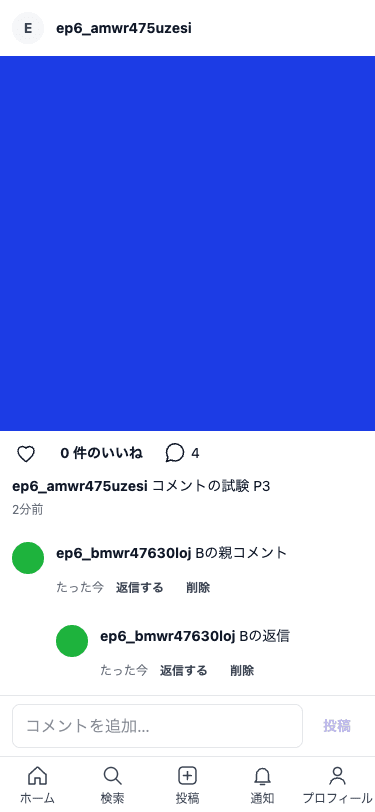 E ep6_amwr475uzesi
0 件のいいね 4
ep6_amwr475uzesi コメントの試験 P3
2分前
ep6_bmwr47630loj Bの親コメント
たった今 返信する 削除
ep6_bmwr47630loj Bの返信
たった今 返信する 削除
コメントを追加... 投稿
ホーム 検索 投稿 通知 プロフィール